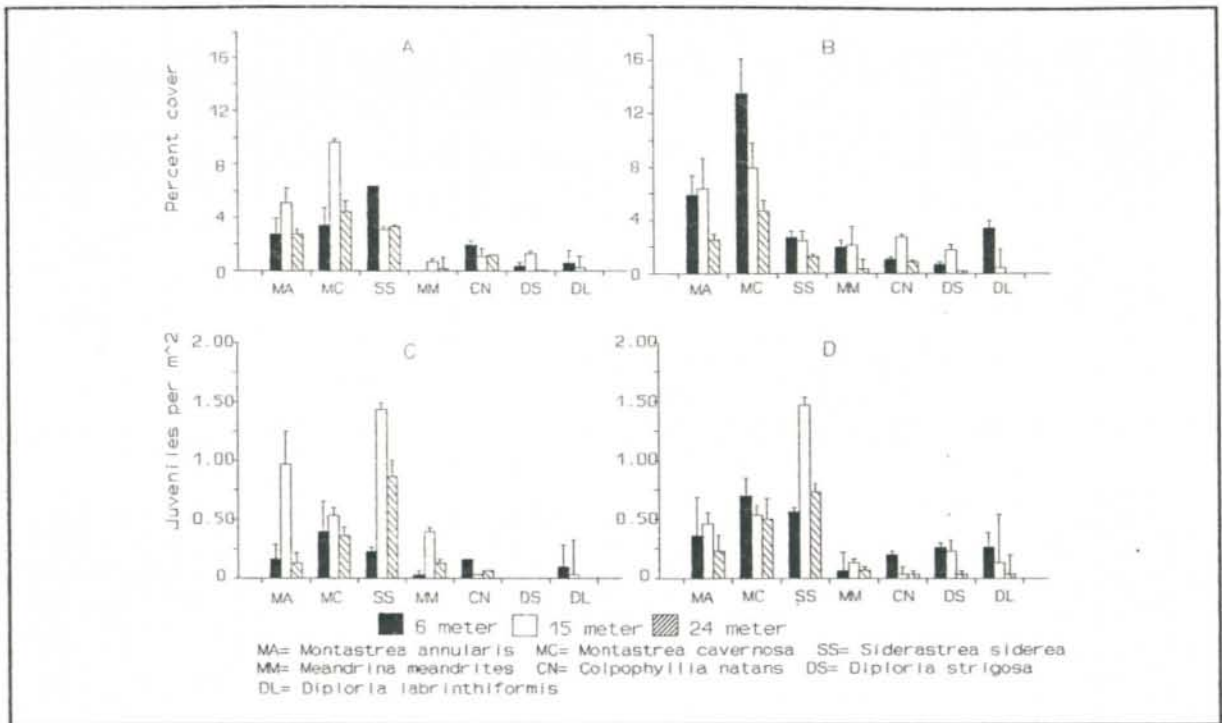 A
B
Percent cover
16
12
8
4
0
MA MC SS MM CN DS DL
16
12
8
4
0
MA MC SS MM CN DS DL
C
D
Juveniles per m^2
2.00
1.50
1.00
0.50
0
MA MC SS MM CN DS DL
2.00
1.50
1.00
0.50
0
MA MC SS MM CN DS DL
6 meter 15 meter 24 meter
MA= Montastrea annularis MC= Montastrea cavernosa SS= Siderastrea siderea
MM= Meandrina meandrites CN= Colpophyllia natans DS= Diploria strigosa
DL= Diploria labrinthiformis